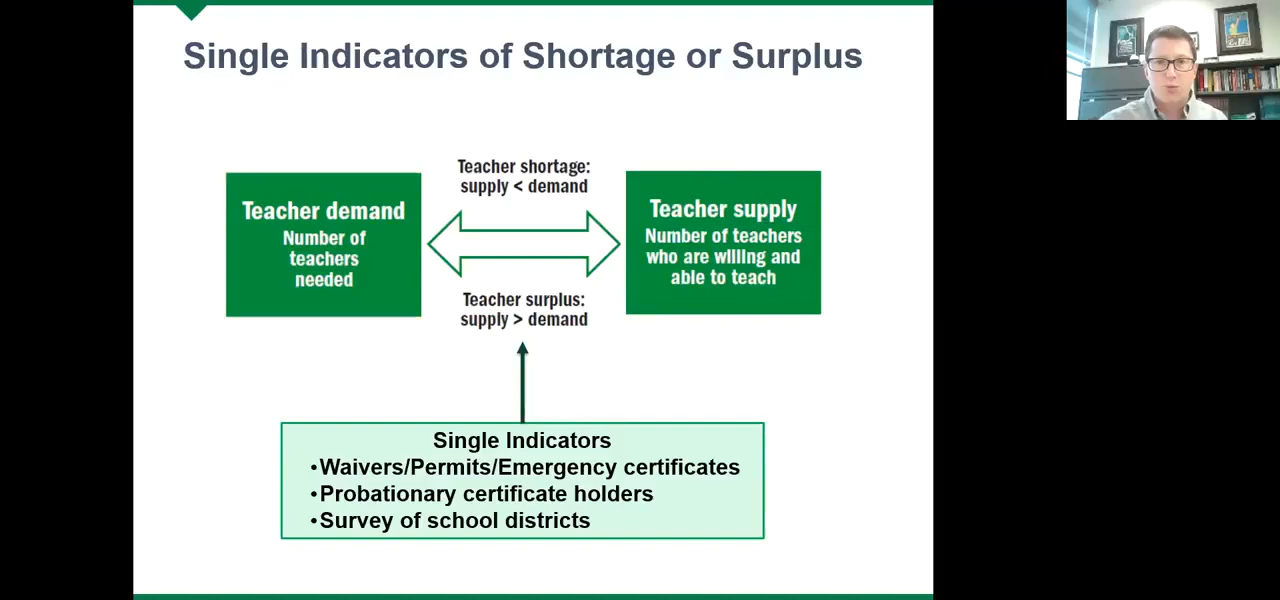 Single Indicators of Shortage or Surplus
Teacher shortage:
supply < demand
Teacher demand
Number of
teachers
needed
Teacher supply
Number of teachers
who are willing and
able to teach
Teacher surplus:
supply > demand
Single Indicators
•Waivers/Permits/Emergency certificates
•Probationary certificate holders
•Survey of school districts